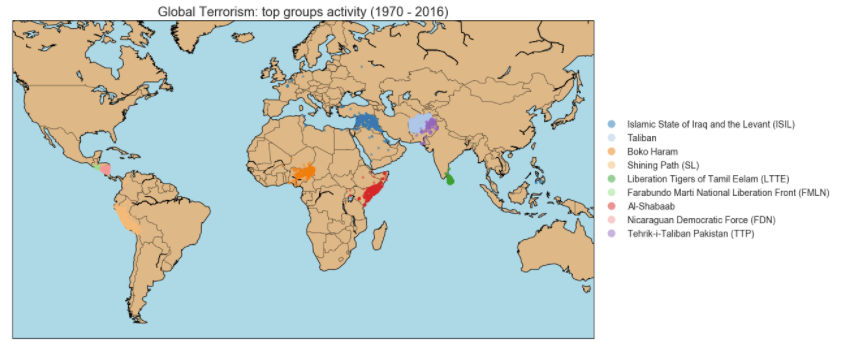 Global Terrorism: top groups activity (1970 - 2016)
Islamic State of Iraq and the Levant (ISIL)
Taliban
Boko Haram
Shining Path (SL)
Liberation Tigers of Tamil Eelam (LTTE)
Farabundo Marti National Liberation Front (FMLN)
Al-Shabaab
Nicaraguan Democratic Force (FDN)
Tehrik-i-Taliban Pakistan (TTP)